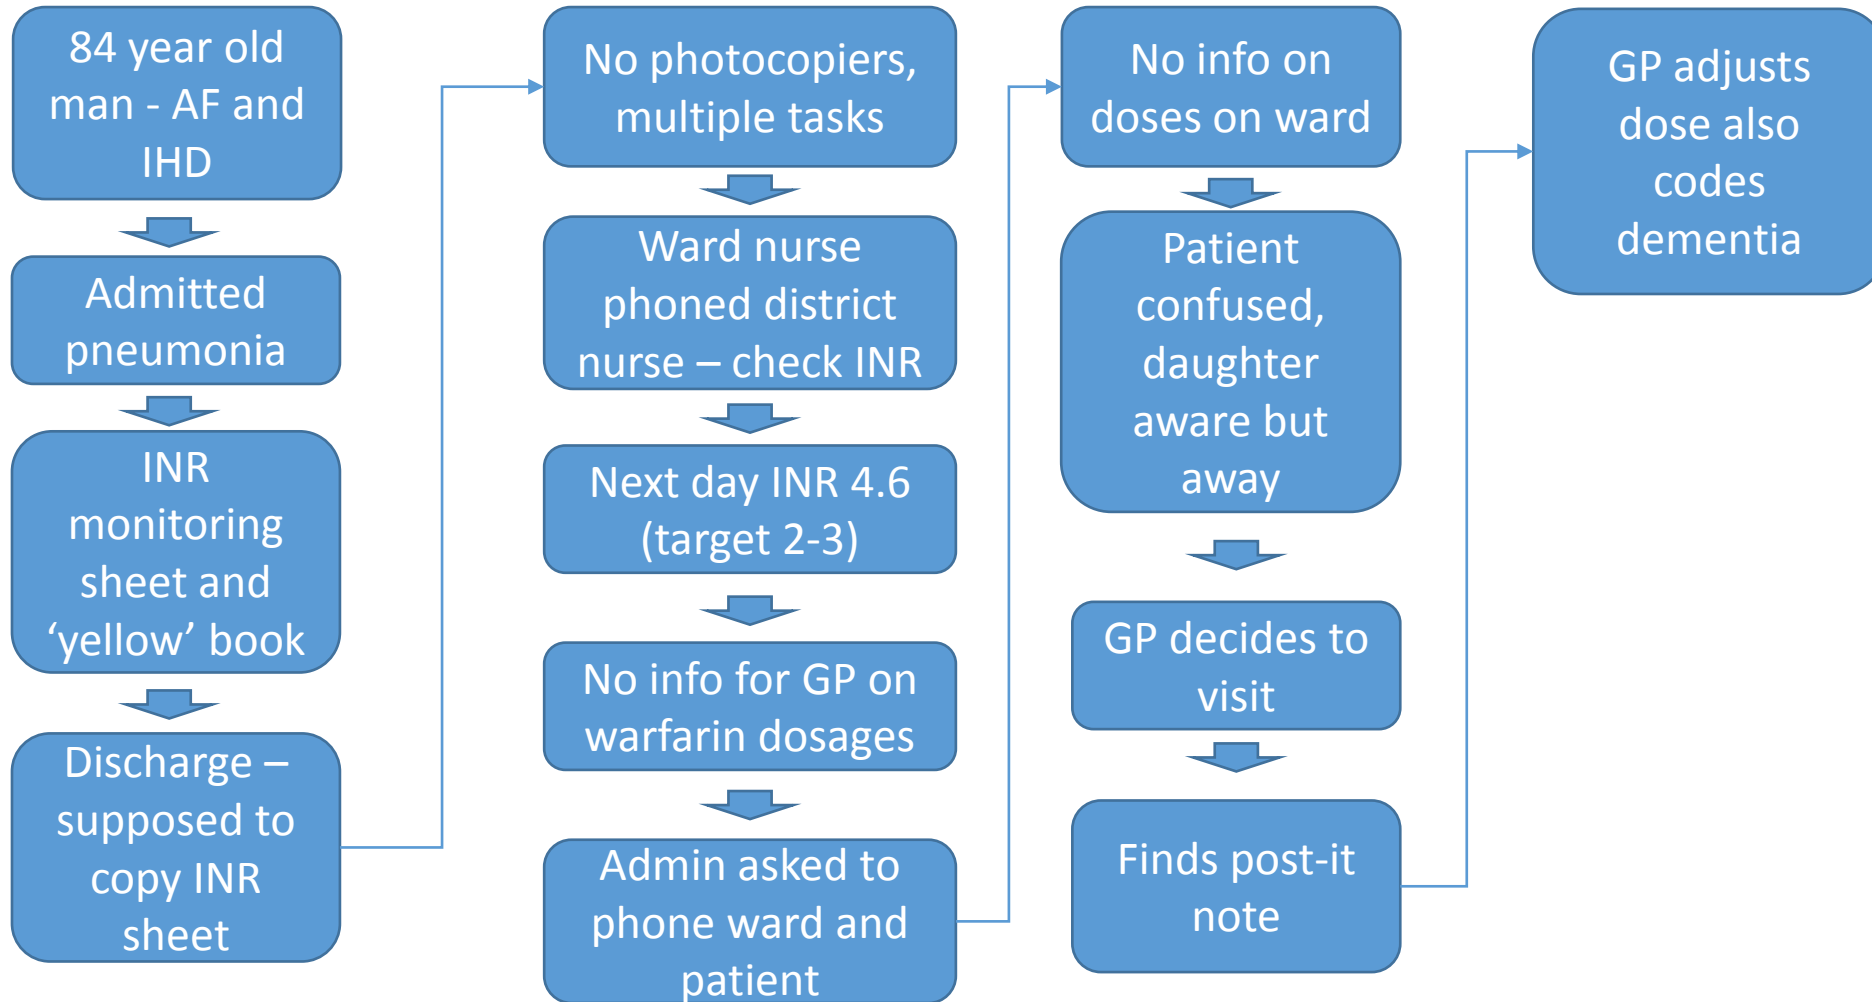 84 year old
man - AF and
IHD
Admitted
pneumonia
INR
monitoring
sheet and
‘yellow’ book
Discharge –
supposed to
copy INR
sheet
No photocopiers,
multiple tasks
Ward nurse
phoned district
nurse – check INR
Next day INR 4.6
(target 2-3)
No info for GP on
warfarin dosages
Admin asked to
phone ward and
patient
No info on
doses on ward
Patient
confused,
daughter
aware but
away
GP decides to
visit
Finds post-it
note
GP adjusts
dose also
codes
dementia